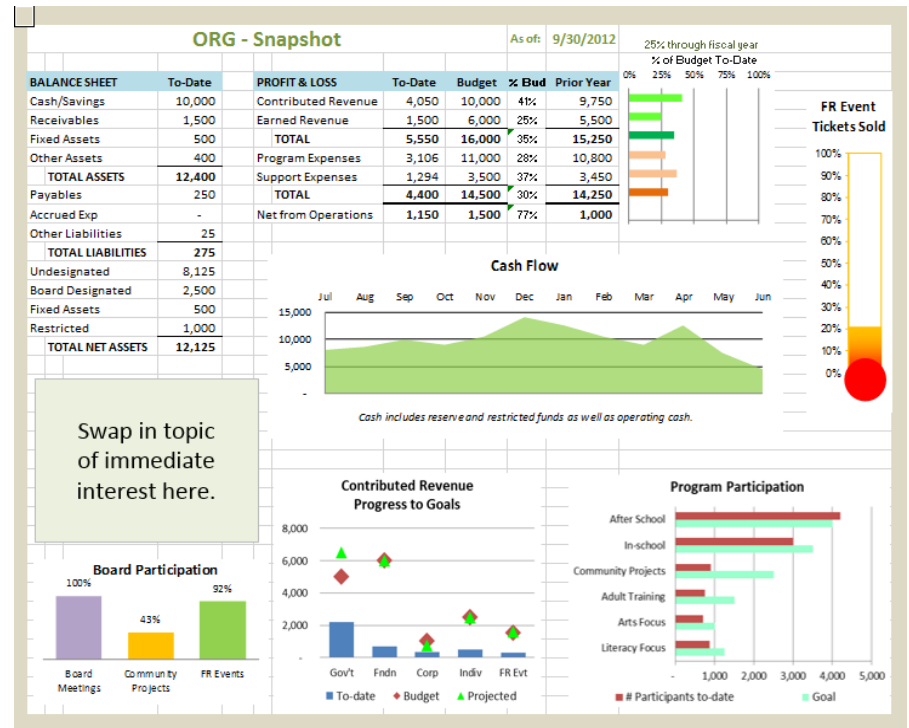 ORG - Snapshot As of: 9/30/2012
25% through fiscal year
% of Budget To-Date
0% 25% 50% 75% 100%
BALANCE SHEET To-Date
Cash/Savings 10,000
Receivables 1,500
Fixed Assets 500
Other Assets 400
TOTAL ASSETS 12,400
Payables 250
Accrued Exp -
Other Liabilities 25
TOTAL LIABILITIES 275
Undesignated 8,125
Board Designated 2,500
Fixed Assets 500
Restricted 1,000
TOTAL NET ASSETS 12,125
PROFIT & LOSS To-Date Budget % Bud Prior Year
Contributed Revenue 4,050 10,000 41% 9,750
Earned Revenue 1,500 6,000 25% 5,500
TOTAL 5,550 16,000 35% 15,250
Program Expenses 3,106 11,000 28% 10,800
Support Expenses 1,294 3,500 37% 3,450
TOTAL 4,400 14,500 30% 14,250
Net from Operations 1,150 1,500 77% 1,000
FR Event
Tickets Sold
100%
90%
80%
70%
60%
50%
40%
30%
20%
10%
0%
Cash Flow
Jul Aug Sep Oct Nov Dec Jan Feb Mar Apr May Jun
15,000
10,000
5,000
-
Cash includes reserve and restricted funds as well as operating cash.
Swap in topic
of immediate
interest here.
Board Participation
100% 43% 92%
Board Meetings
Community Projects
FR Events
Contributed Revenue
Progress to Goals
8,000
6,000
4,000
2,000
-
Gov't Fndn Corp Indiv FR Evt
To-date Budget Projected
Program Participation
After School
In-school
Community Projects
Adult Training
Arts Focus
Literacy Focus
- 1,000 2,000 3,000 4,000 5,000
# Participants to-date Goal